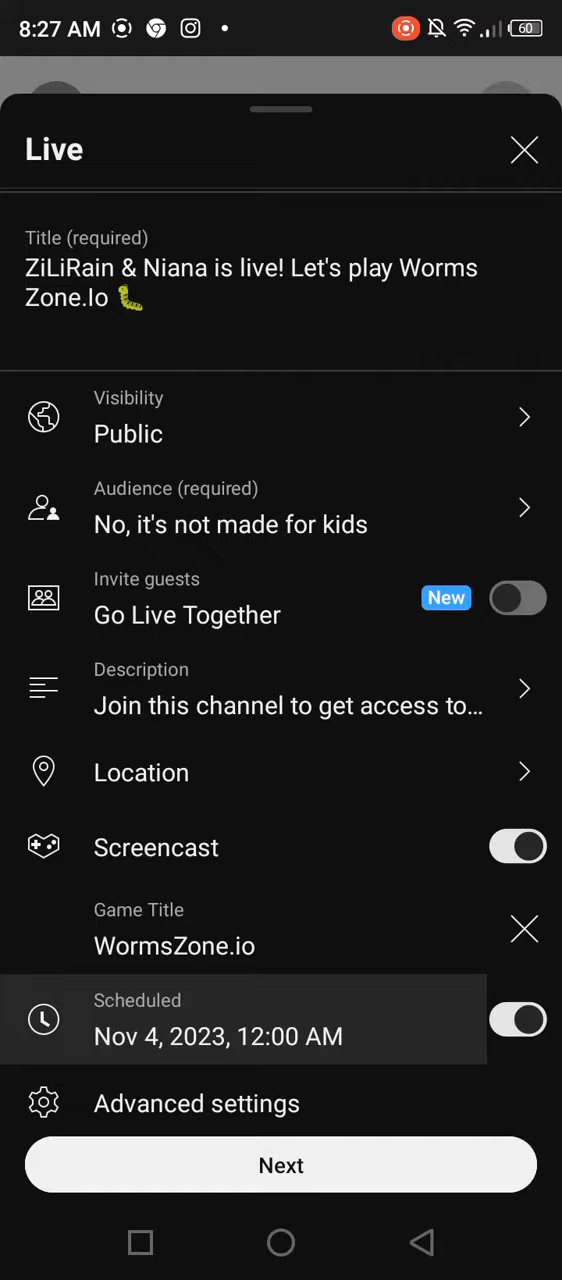 8:27 AM
60
Live
Title (required)
ZiLiRain & Niana is live! Let's play Worms
Zone.Io 🐛
Visibility
Public
Audience (required)
No, it's not made for kids
Invite guests
Go Live Together
New
Description
Join this channel to get access to...
Location
Screencast
Game Title
WormsZone.io
Scheduled
Nov 4, 2023, 12:00 AM
Advanced settings
Next